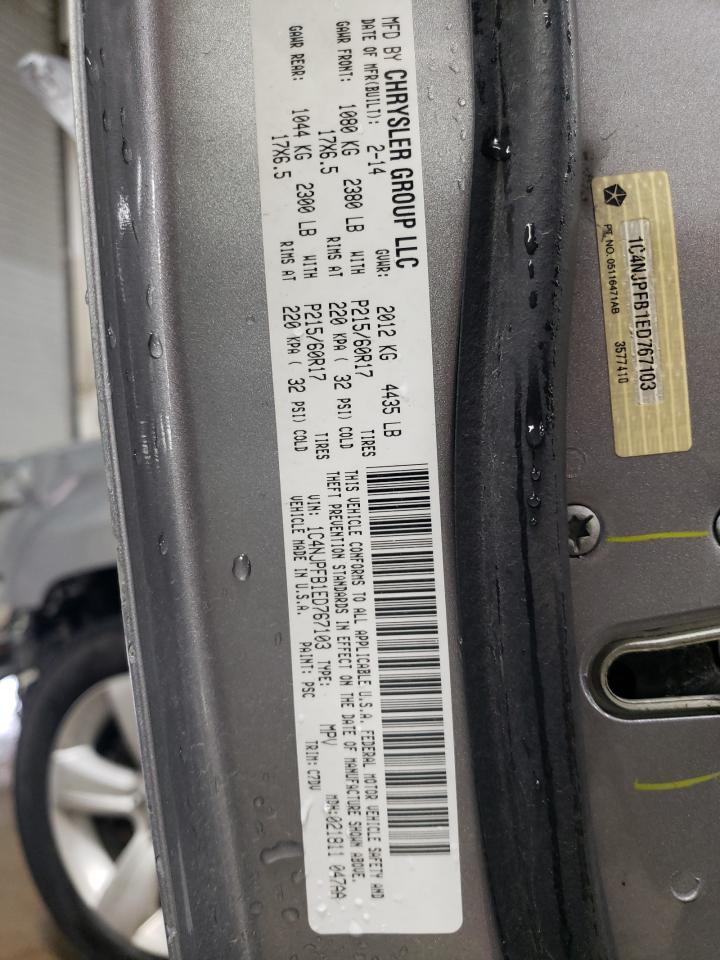 MFD BY CHRYSLER GROUP LLC
DATE OF MFR(BUILT): 2-14 GVWR: 2012 KG 4435 LB
GAWR FRONT: 1080 KG 2380 LB WITH P215/60R17 TIRES
17X6.5 RIMS AT 220 KPA ( 32 PSI) COLD
GAWR REAR: 1044 KG 2300 LB WITH P215/60R17 TIRES
17X6.5 RIMS AT 220 KPA ( 32 PSI) COLD
THIS VEHICLE CONFORMS TO ALL APPLICABLE U.S.A. FEDERAL MOTOR VEHICLE SAFETY AND
THEFT PREVENTION STANDARDS IN EFFECT ON THE DATE OF MANUFACTURE SHOWN ABOVE.
VIN: 1C4NJPFB1ED767103 TYPE: MPV MDH:021811 047AA
VEHICLE MADE IN U.S.A. PAINT: PSC TRIM: C7DV
1C4NJPFB1ED767103
PT. NO. 05116471AB 3577410